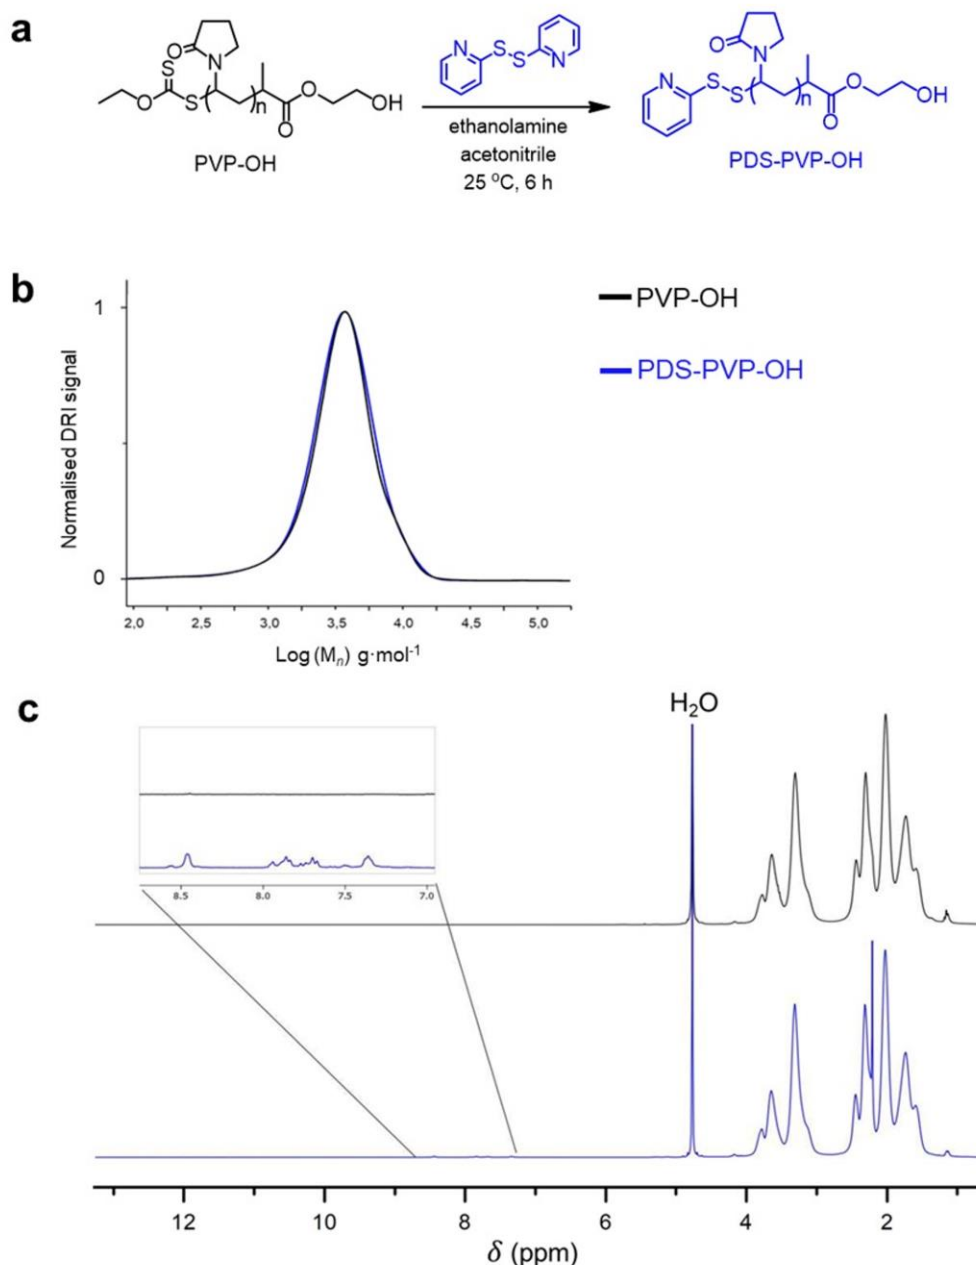 a
O
N
S
S
O
n
O
O
OH
PVP-OH
N
S
S
N
ethanolamine
acetonitrile
25 °C, 6 h
O
N
N
S
S
n
O
O
OH
PDS-PVP-OH
b
1
0
Normalised DRI signal
2,0 2,5 3,0 3,5 4,0 4,5 5,0
Log (Mn) g·mol-1
PVP-OH
PDS-PVP-OH
c
H2O
8.5 8.0 7.5 7.0
12 10 8 6 4 2
δ (ppm)